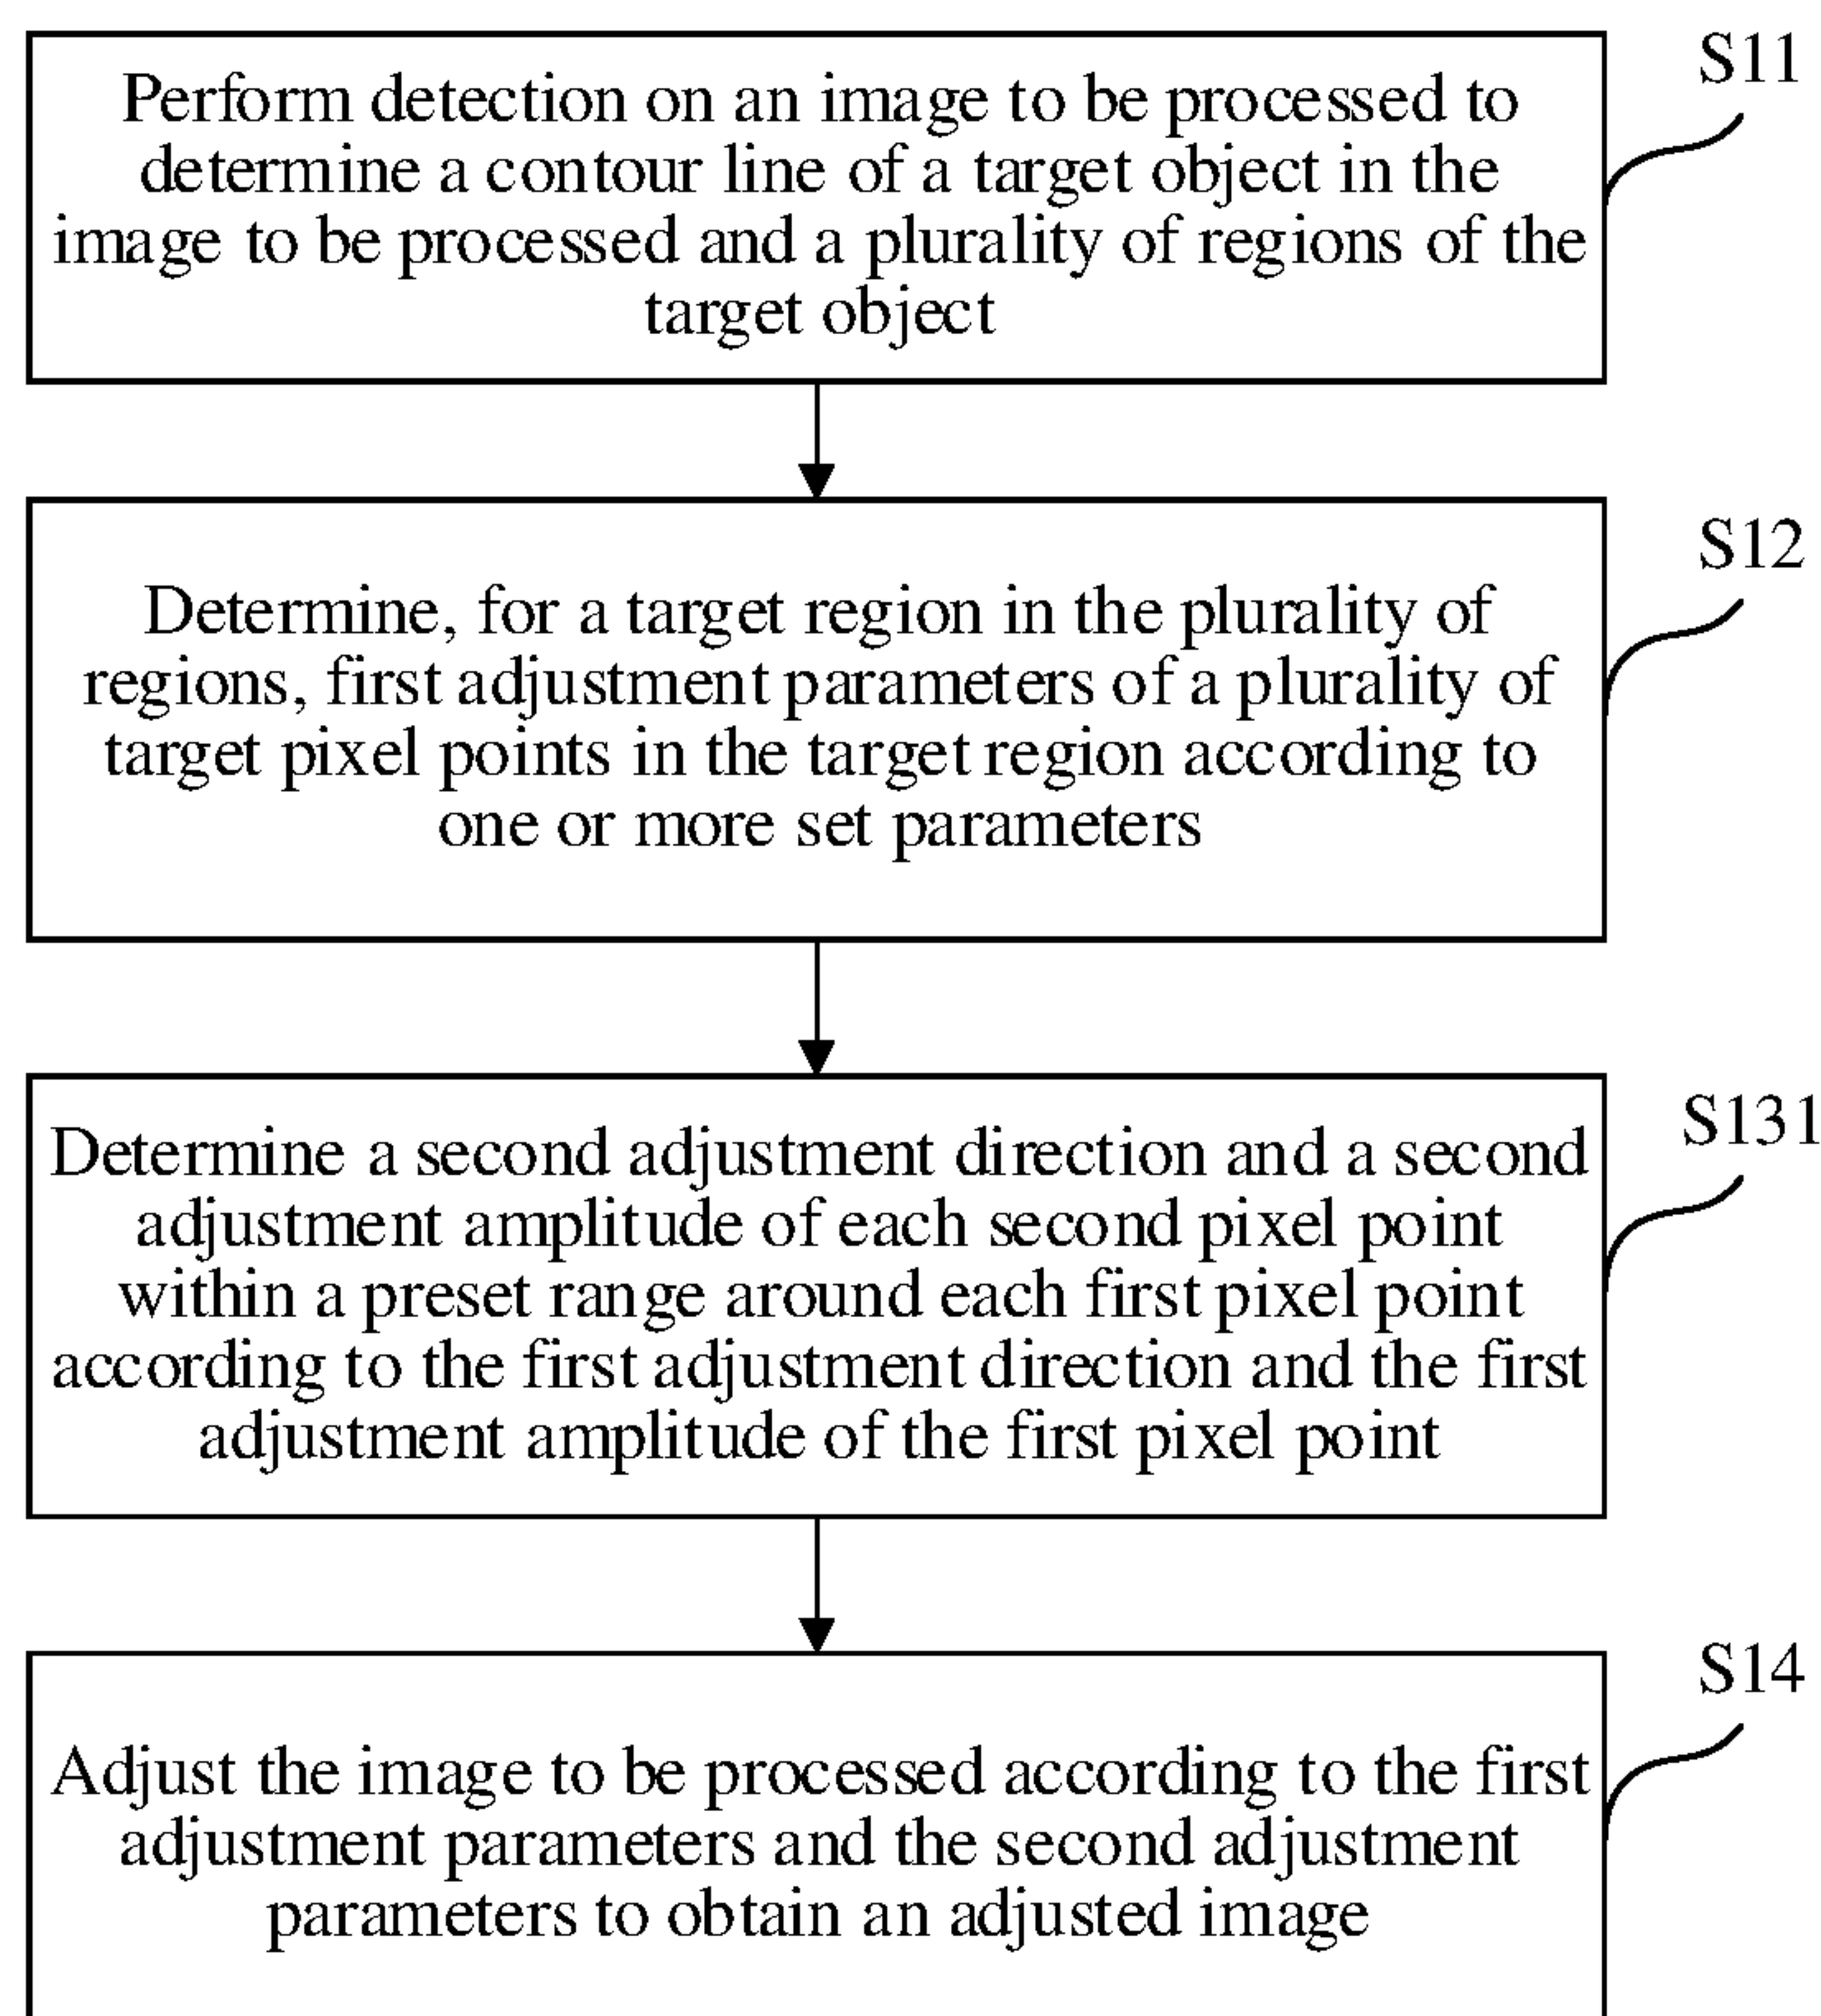 S11
Perform detection on an image to be processed to
determine a contour line of a target object in the
image to be processed and a plurality of regions of the
target object
S12
Determine, for a target region in the plurality of
regions, first adjustment parameters of a plurality of
target pixel points in the target region according to
one or more set parameters
S131
Determine a second adjustment direction and a second
adjustment amplitude of each second pixel point
within a preset range around each first pixel point
according to the first adjustment direction and the first
adjustment amplitude of the first pixel point
S14
Adjust the image to be processed according to the first
adjustment parameters and the second adjustment
parameters to obtain an adjusted image